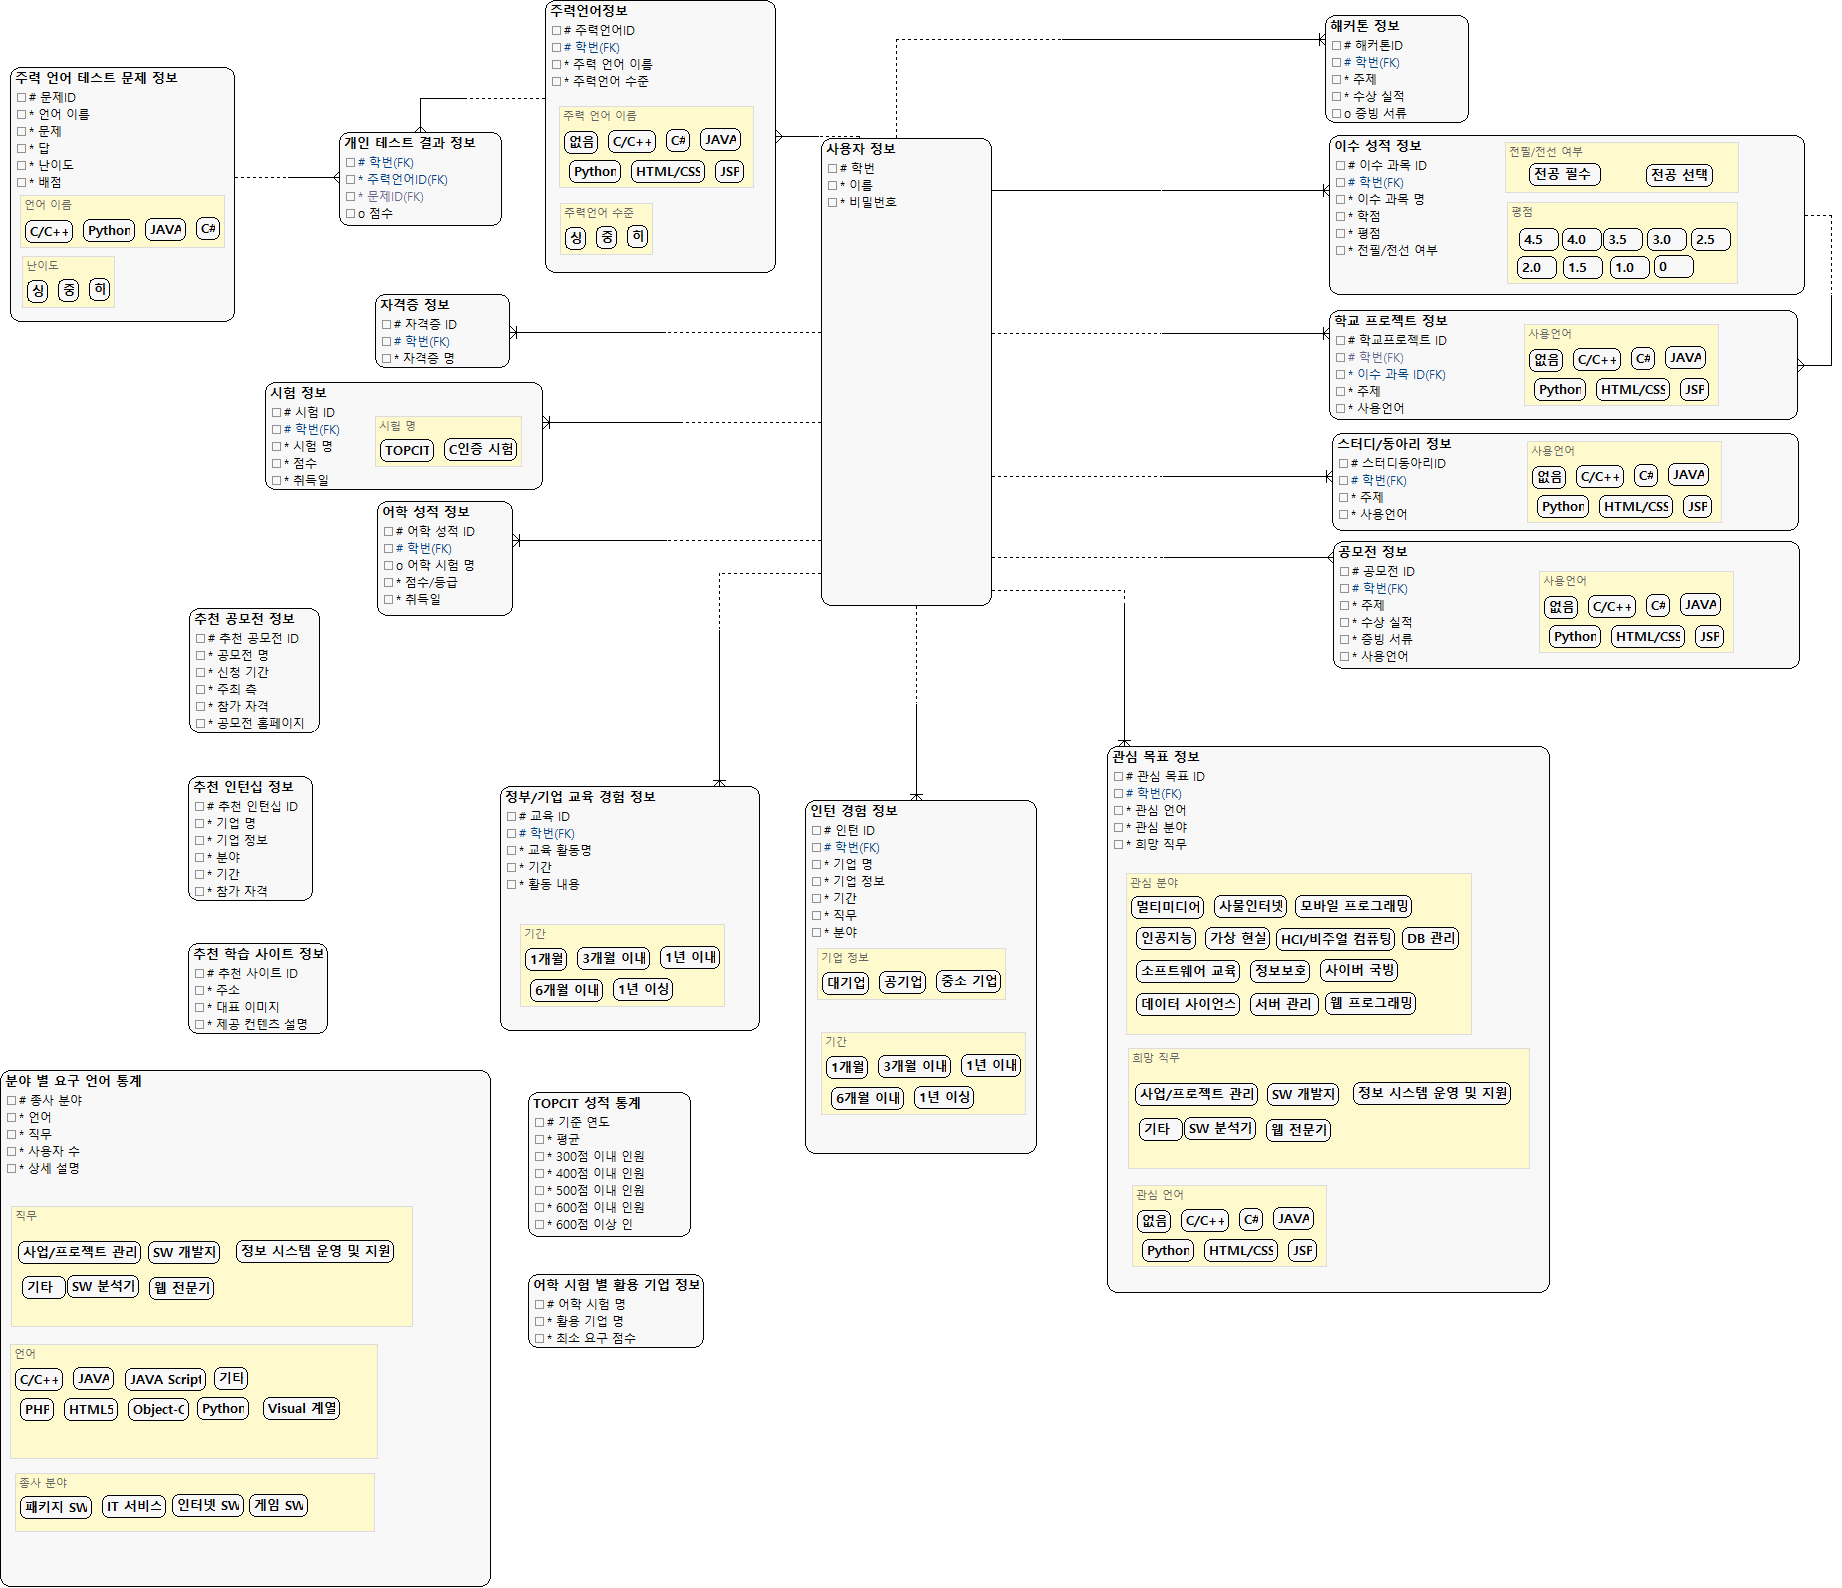 주력 언어 테스트 문제 정보
# 문제ID
* 언어 이름
* 문제
* 답
* 난이도
* 배점
언어 이름
C/C++ Python JAVA C#
난이도
싱 중 히
개인 테스트 결과 정보
# 학번(FK)
* 주력언어ID(FK)
* 문제ID(FK)
o 점수
주력언어정보
# 주력언어ID
# 학번(FK)
* 주력 언어 이름
* 주력언어 수준
주력 언어 이름
없음 C/C++ C# JAVA
Python HTML/CSS JSF
주력언어 수준
싱 중 히
사용자 정보
# 학번
* 이름
* 비밀번호
해커톤 정보
# 해커톤ID
# 학번(FK)
* 주제
* 수상 실적
o 증빙 서류
이수 성적 정보
# 이수 과목 ID
# 학번(FK)
* 이수 과목 명
* 학점
* 평점
* 전필/전선 여부
전필/전선 여부
전공 필수 전공 선택
평점
4.5 4.0 3.5 3.0 2.5
2.0 1.5 1.0 0
학교 프로젝트 정보
# 학교프로젝트 ID
# 학번(FK)
* 이수 과목 ID(FK)
* 주제
* 사용언어
사용언어
없음 C/C++ C# JAVA
Python HTML/CSS JSF
스터디/동아리 정보
# 스터디동아리ID
# 학번(FK)
* 주제
* 사용언어
사용언어
없음 C/C++ C# JAVA
Python HTML/CSS JSF
공모전 정보
# 공모전 ID
# 학번(FK)
* 주제
* 수상 실적
* 증빙 서류
* 사용언어
사용언어
없음 C/C++ C# JAVA
Python HTML/CSS JSF
자격증 정보
# 자격증 ID
# 학번(FK)
* 자격증 명
시험 정보
# 시험 ID
# 학번(FK)
* 시험 명
* 점수
* 취득일
시험 명
TOPCIT C인증 시험
어학 성적 정보
# 어학 성적 ID
# 학번(FK)
o 어학 시험 명
* 점수/등급
* 취득일
추천 공모전 정보
# 추천 공모전 ID
* 공모전 명
* 신청 기간
* 주최 측
* 참가 자격
* 공모전 홈페이지
추천 인턴십 정보
# 추천 인턴십 ID
* 기업 명
* 기업 정보
* 분야
* 기간
* 참가 자격
추천 학습 사이트 정보
# 추천 사이트 ID
* 주소
* 대표 이미지
* 제공 컨텐츠 설명
정부/기업 교육 경험 정보
# 교육 ID
# 학번(FK)
* 교육 활동명
* 기간
* 활동 내용
기간
1개월 3개월 이내 1년 이내
6개월 이내 1년 이싱
인턴 경험 정보
# 인턴 ID
# 학번(FK)
* 기업 명
* 기업 정보
* 기간
* 직무
* 분야
기업 정보
대기업 공기업 중소 기업
기간
1개월 3개월 이내 1년 이내
6개월 이내 1년 이싱
관심 목표 정보
# 관심 목표 ID
# 학번(FK)
* 관심 언어
* 관심 분야
* 희망 직무
관심 분야
멀티미디어 사물인터넷 모바일 프로그래밍
인공지능 가상 현실 HCI/비주얼 컴퓨팅 DB 관리
소프트웨어 교육 정보보호 사이버 국빙
데이터 사이언스 서버 관리 웹 프로그래밍
희망 직무
사업/프로젝트 관리 SW 개발지 정보 시스템 운영 및 지원
기타 SW 분석기 웹 전문기
관심 언어
없음 C/C++ C# JAVA
Python HTML/CSS JSF
분야 별 요구 언어 통계
# 종사 분야
* 언어
* 직무
* 사용자 수
* 상세 설명
직무
사업/프로젝트 관리 SW 개발지 정보 시스템 운영 및 지원
기타 SW 분석기 웹 전문기
언어
C/C++ JAVA JAVA Script 기티
PHF HTML5 Object-C Python Visual 계열
종사 분야
패키지 SW IT 서비스 인터넷 SW 게임 SW
TOPCIT 성적 통계
# 기준 연도
* 평균
* 300점 이내 인원
* 400점 이내 인원
* 500점 이내 인원
* 600점 이내 인원
* 600점 이상 인
어학 시험 별 활용 기업 정보
# 어학 시험 명
* 활용 기업 명
* 최소 요구 점수